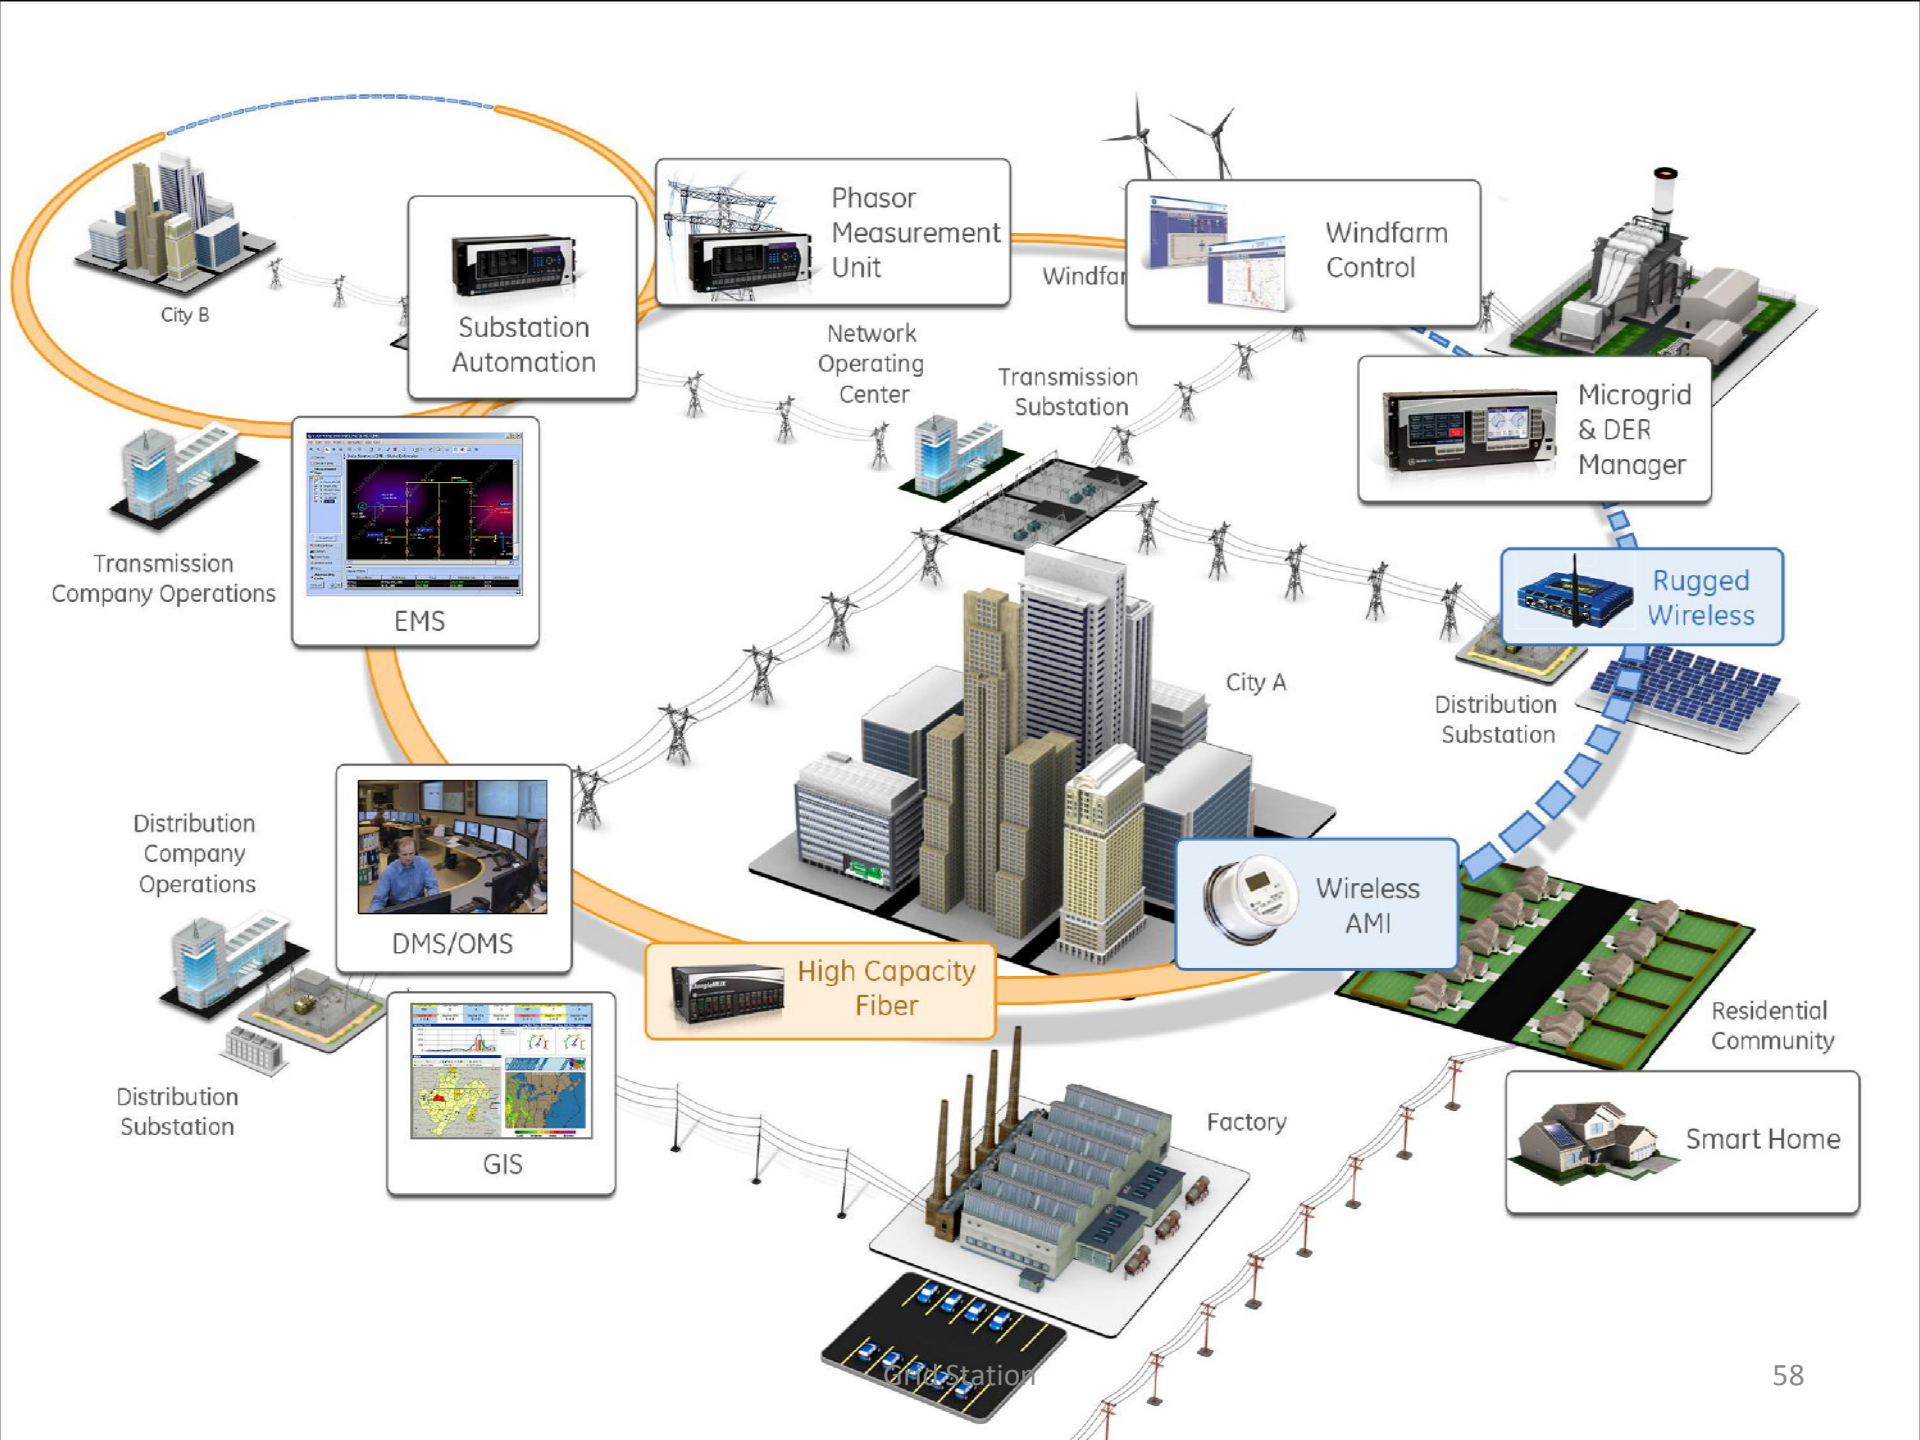 City B
Substation
Automation
Phasor
Measurement
Unit
Windfar
Windfarm
Control
Network
Operating
Center
Transmission
Substation
Microgrid
& DER
Manager
Transmission
Company Operations
EMS
Rugged
Wireless
City A
Distribution
Substation
Distribution
Company
Operations
DMS/OMS
Wireless
AMI
High Capacity
Fiber
Residential
Community
Distribution
Substation
GIS
Factory
Smart Home
Grid Station
58